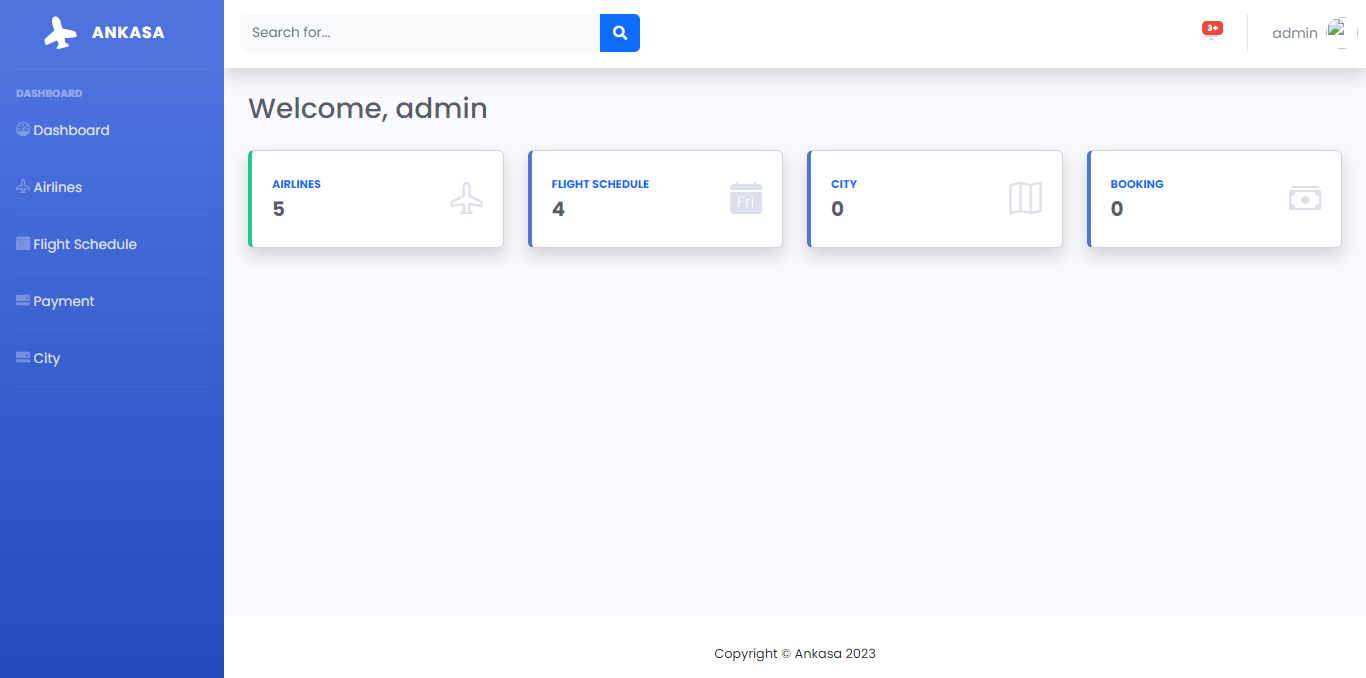 ANKASA
Search for...
3+
admin
DASHBOARD
Dashboard
Airlines
Flight Schedule
Payment
City
Welcome, admin
AIRLINES
5
FLIGHT SCHEDULE
4
Fri
CITY
0
BOOKING
0
Copyright © Ankasa 2023